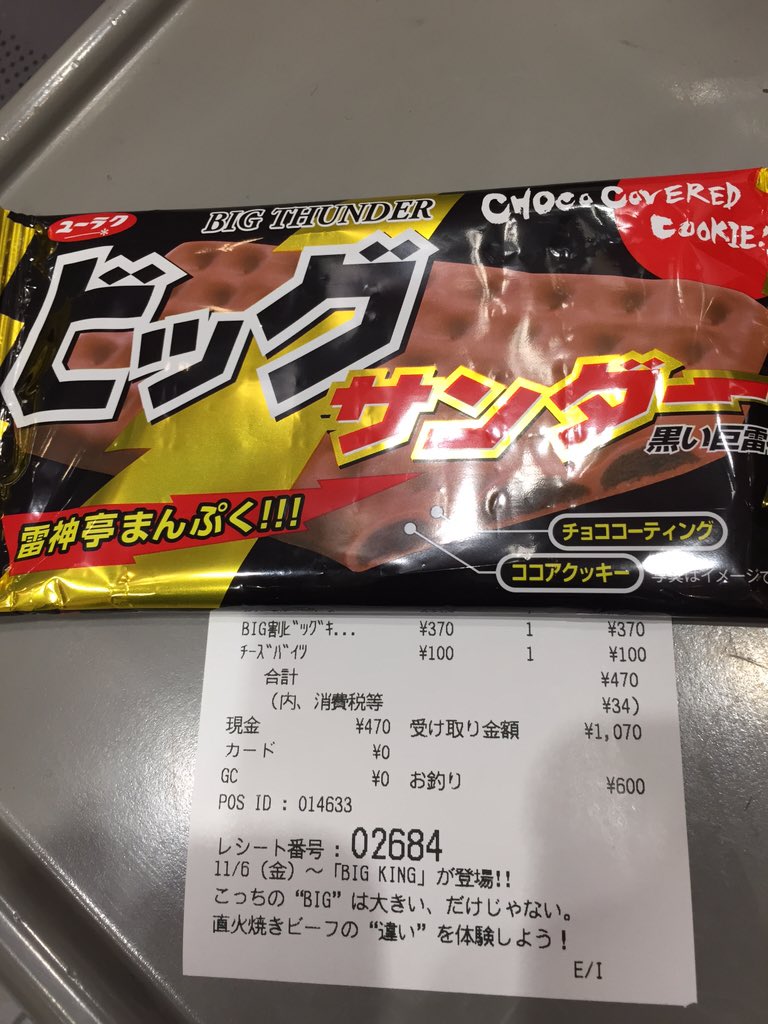 ユーラク
BIG THUNDER
CHOCO COVERED
COOKIE!
ビッグ
サンダー
黒い巨雷
雷神亭まんぷく!!!
チョココーティング
ココアクッキー
BIG割ﾋﾞｯｸﾞｷ... ¥370 1 ¥370
ﾁｰｽﾞﾊﾞｲﾂ ¥100 1 ¥100
合計 ¥470
(内、消費税等 ¥34)
現金 ¥470 受け取り金額 ¥1,070
カード ¥0
GC ¥0 お釣り ¥600
POS ID : 014633
レシート番号 : 02684
11/6 (金) ～「BIG KING」が登場!!
こっちの “BIG” は大きい、だけじゃない。
直火焼きビーフの “違い” を体験しよう！
E/I